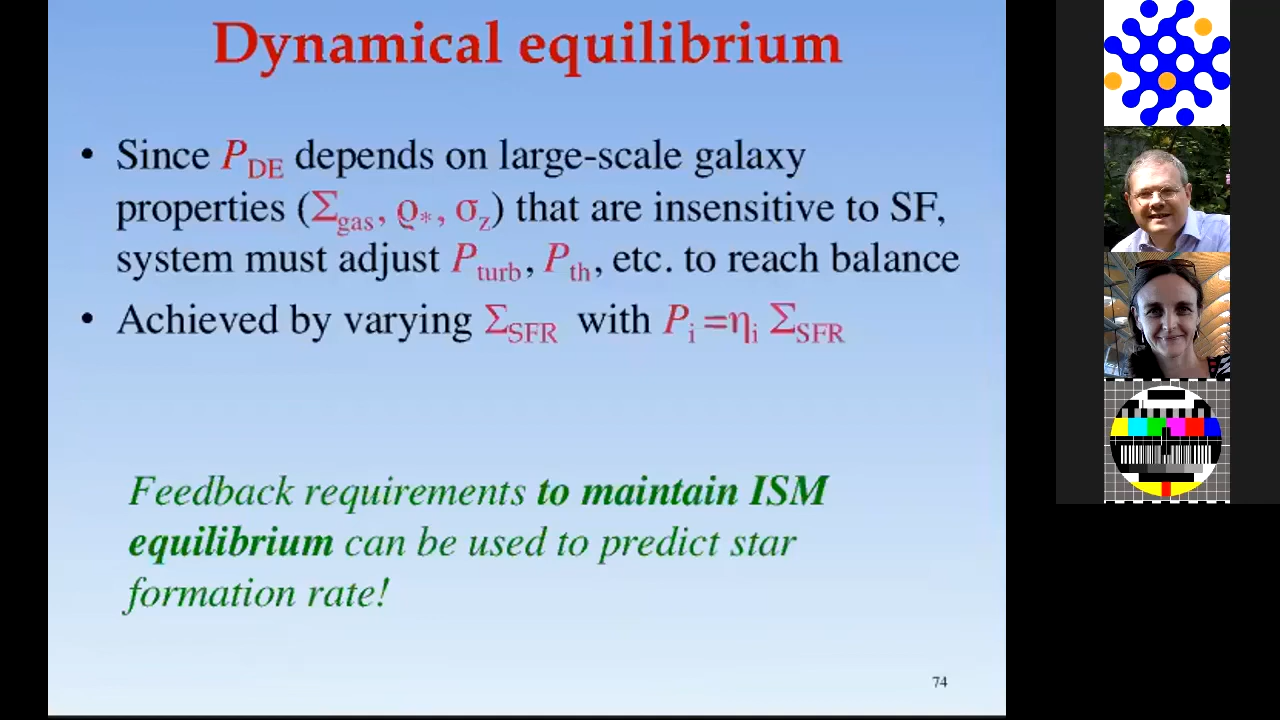 Dynamical equilibrium
• Since P_DE depends on large-scale galaxy
properties (Σ_gas, ϱ_*, σ_z) that are insensitive to SF,
system must adjust P_turb, P_th, etc. to reach balance
• Achieved by varying Σ_SFR with P_i =η_i Σ_SFR
Feedback requirements to maintain ISM
equilibrium can be used to predict star
formation rate!
74